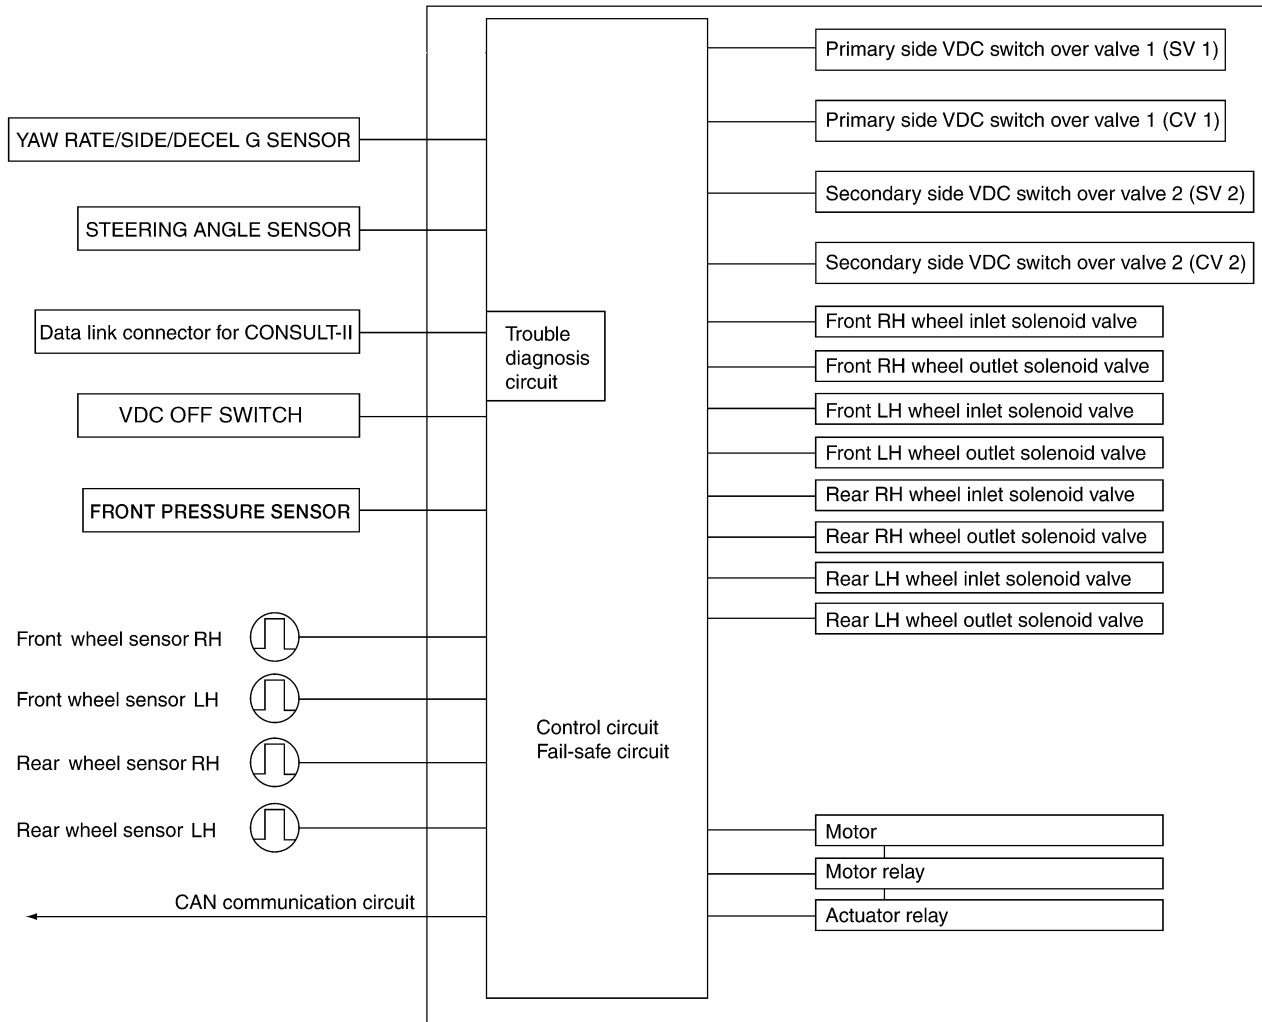 YAW RATE/SIDE/DECEL G SENSOR
STEERING ANGLE SENSOR
Data link connector for CONSULT-II
VDC OFF SWITCH
FRONT PRESSURE SENSOR
Front wheel sensor RH
Front wheel sensor LH
Rear wheel sensor RH
Rear wheel sensor LH
CAN communication circuit
Trouble
diagnosis
circuit
Control circuit
Fail-safe circuit
Primary side VDC switch over valve 1 (SV 1)
Primary side VDC switch over valve 1 (CV 1)
Secondary side VDC switch over valve 2 (SV 2)
Secondary side VDC switch over valve 2 (CV 2)
Front RH wheel inlet solenoid valve
Front RH wheel outlet solenoid valve
Front LH wheel inlet solenoid valve
Front LH wheel outlet solenoid valve
Rear RH wheel inlet solenoid valve
Rear RH wheel outlet solenoid valve
Rear LH wheel inlet solenoid valve
Rear LH wheel outlet solenoid valve
Motor
Motor relay
Actuator relay